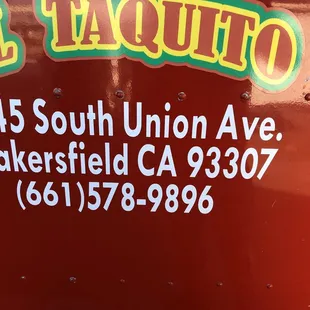 L TAQUITO
45 South Union Ave.
akersfield CA 93307
(661)578-9896